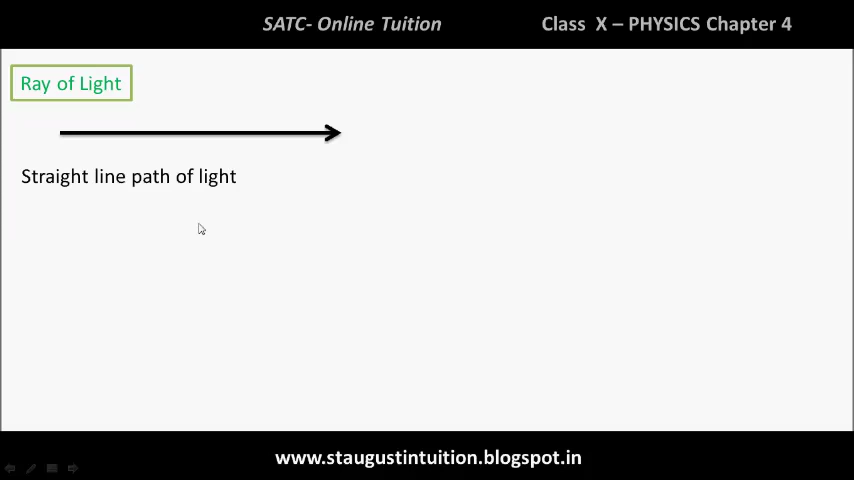 SATC- Online Tuition
Class X – PHYSICS Chapter 4
Ray of Light
Straight line path of light
www.staugustintuition.blogspot.in